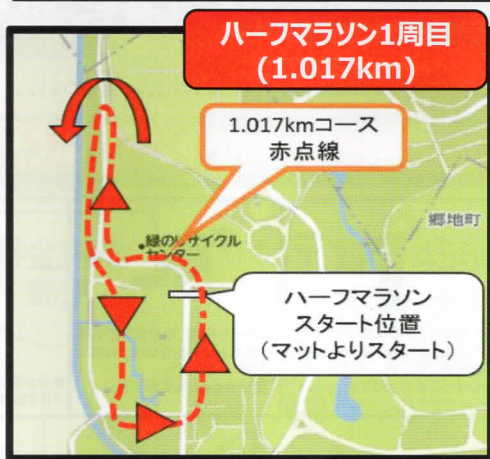 ハーフマラソン1周目
(1.017km)
1.017kmコース
赤点線
緑のリサイクル
センター
郷地町
ハーフマラソン
スタート位置
(マットよりスタート)